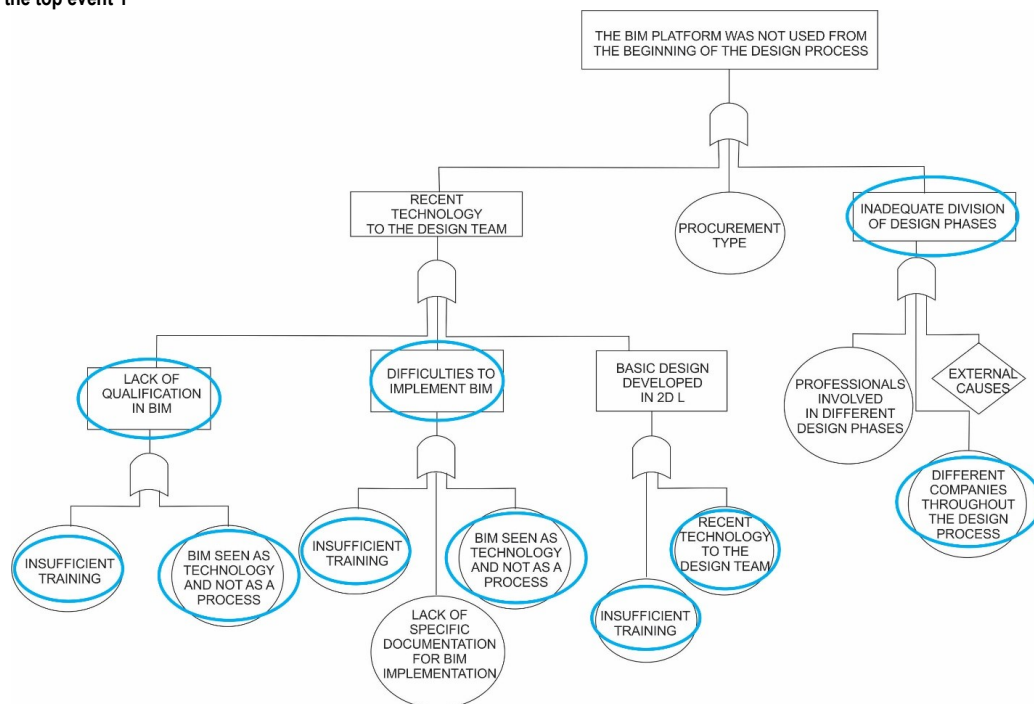 the top event 1
THE BIM PLATFORM WAS NOT USED FROM
THE BEGINNING OF THE DESIGN PROCESS
RECENT
TECHNOLOGY
TO THE DESIGN TEAM
PROCUREMENT
TYPE
INADEQUATE DIVISION
OF DESIGN PHASES
LACK OF
QUALIFICATION
IN BIM
DIFFICULTIES TO
IMPLEMENT BIM
BASIC DESIGN
DEVELOPED
IN 2D L
PROFESSIONALS
INVOLVED
IN DIFFERENT
DESIGN PHASES
EXTERNAL
CAUSES
INSUFFICIENT
TRAINING
BIM SEEN AS
TECHNOLOGY
AND NOT AS A
PROCESS
INSUFFICIENT
TRAINING
LACK OF
SPECIFIC
DOCUMENTATION
FOR BIM
IMPLEMENTATION
BIM SEEN AS
TECHNOLOGY
AND NOT AS A
PROCESS
INSUFFICIENT
TRAINING
RECENT
TECHNOLOGY
TO THE
DESIGN TEAM
DIFFERENT
COMPANIES
THROUGHOUT
THE DESIGN
PROCESS